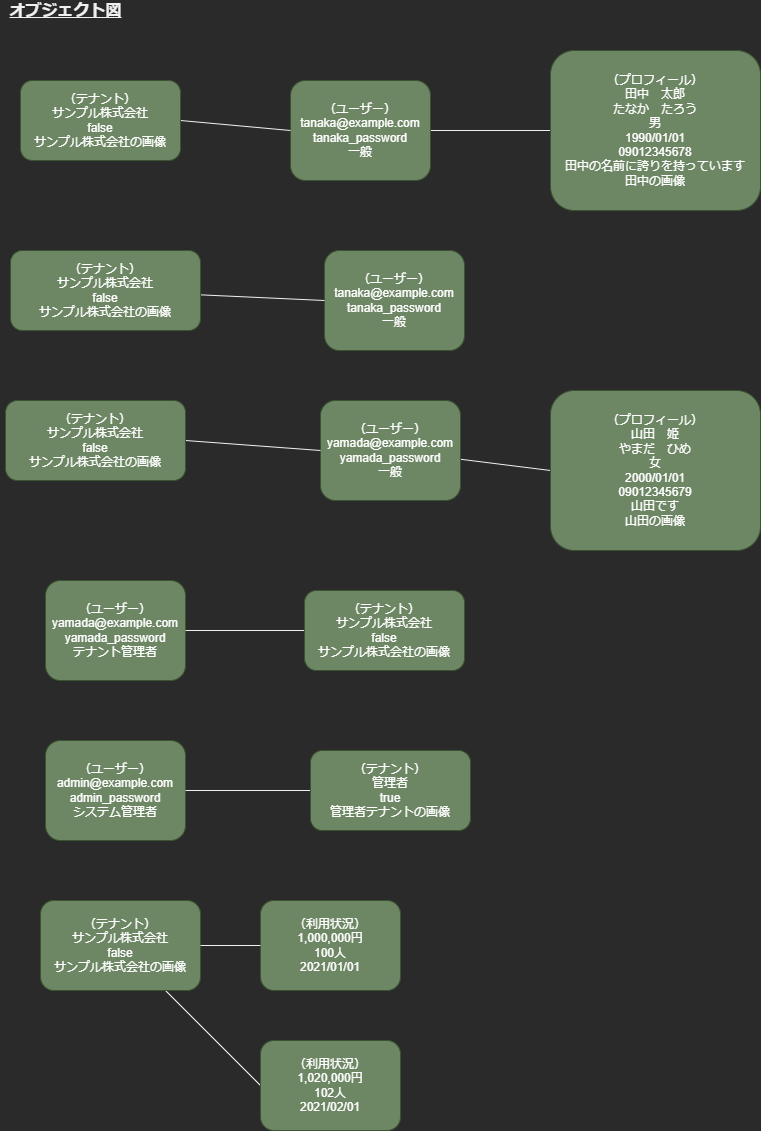 オブジェクト図
（テナント）
サンプル株式会社
false
サンプル株式会社の画像
（ユーザー）
tanaka@example.com
tanaka_password
一般
（プロフィール）
田中　太郎
たなか　たろう
男
1990/01/01
09012345678
田中の名前に誇りを持っています
田中の画像
（テナント）
サンプル株式会社
false
サンプル株式会社の画像
（ユーザー）
tanaka@example.com
tanaka_password
一般
（テナント）
サンプル株式会社
false
サンプル株式会社の画像
（ユーザー）
yamada@example.com
yamada_password
一般
（プロフィール）
山田　姫
やまだ　ひめ
女
2000/01/01
09012345679
山田です
山田の画像
（ユーザー）
yamada@example.com
yamada_password
テナント管理者
（テナント）
サンプル株式会社
false
サンプル株式会社の画像
（ユーザー）
admin@example.com
admin_password
システム管理者
（テナント）
管理者
true
管理者テナントの画像
（テナント）
サンプル株式会社
false
サンプル株式会社の画像
（利用状況）
1,000,000円
100人
2021/01/01
（利用状況）
1,020,000円
102人
2021/02/01